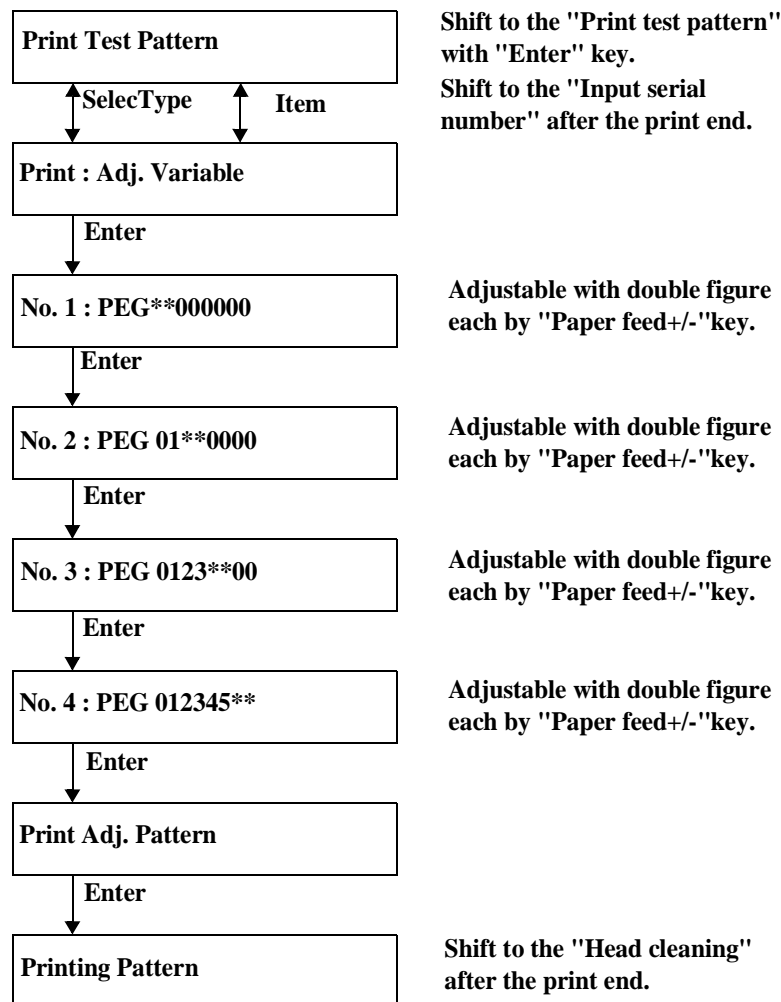 Print Test Pattern
Shift to the "Print test pattern"
with "Enter" key.
Shift to the "Input serial
number" after the print end.
SelecType
Item
Print : Adj. Variable
Enter
No. 1 : PEG**000000
Adjustable with double figure
each by "Paper feed+/-"key.
Enter
No. 2 : PEG 01**0000
Adjustable with double figure
each by "Paper feed+/-"key.
Enter
No. 3 : PEG 0123**00
Adjustable with double figure
each by "Paper feed+/-"key.
Enter
No. 4 : PEG 012345**
Adjustable with double figure
each by "Paper feed+/-"key.
Enter
Print Adj. Pattern
Enter
Printing Pattern
Shift to the "Head cleaning"
after the print end.